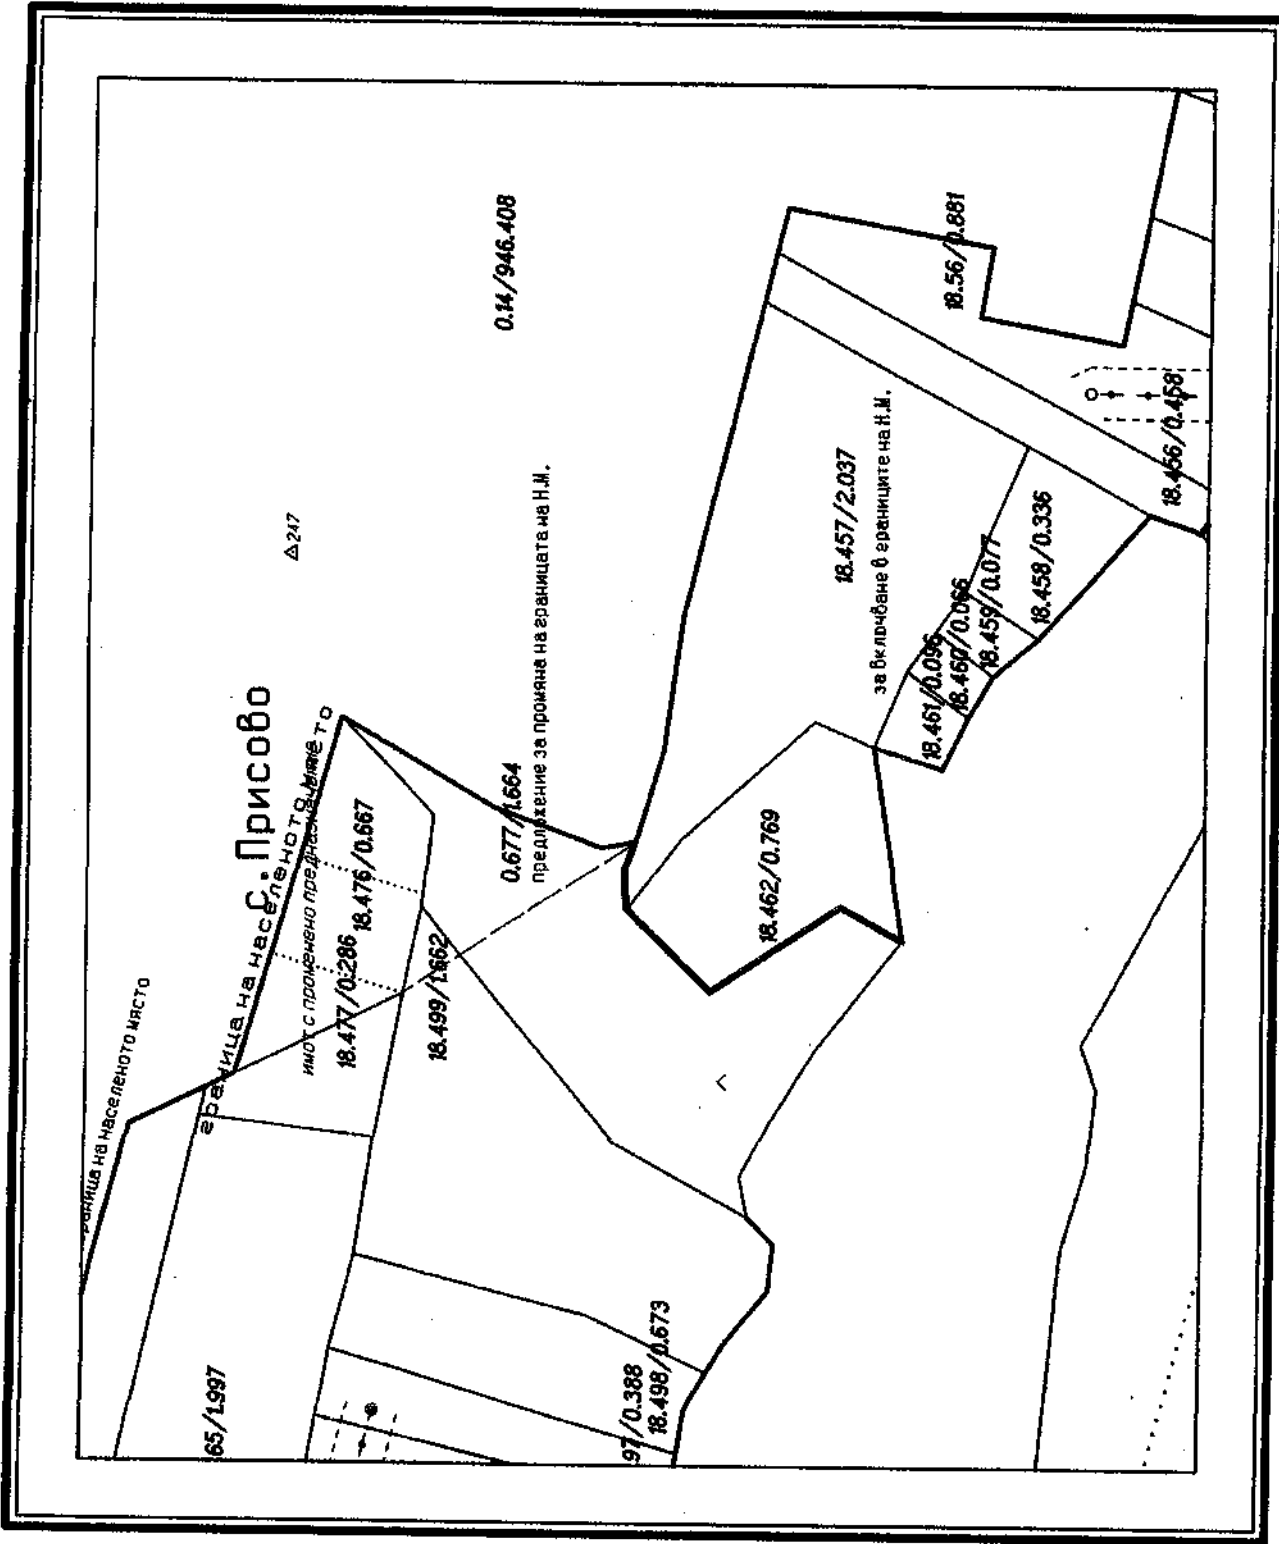 раница на населеното място
с. Присово
граница на населеното
имот с променено предназначение
65/1.997
18.477/0.286
18.476/0.667
18.499/1.662
Δ247
0.14/946.408
0.677/1.664
предложение за промяна на границата на Н.М.
97/0.388
18.498/0.673
18.462/0.769
18.457/2.037
за включване в границите на Н.М.
18.461/0.096
18.460/0.066
18.459/0.077
18.458/0.336
18.56/0.881
18.456/0.458